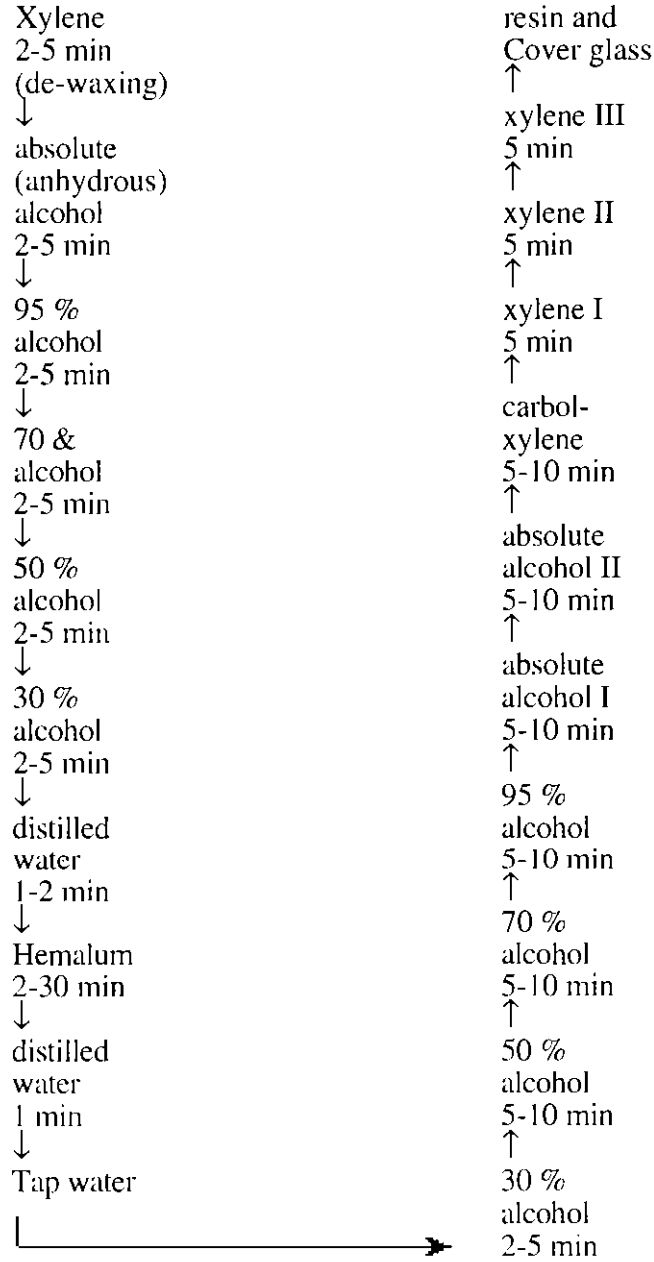 Xylene
2-5 min
(de-waxing)
↓
absolute
(anhydrous)
alcohol
2-5 min
↓
95 %
alcohol
2-5 min
↓
70 &
alcohol
2-5 min
↓
50 %
alcohol
2-5 min
↓
30 %
alcohol
2-5 min
↓
distilled
water
1-2 min
↓
Hemalum
2-30 min
↓
distilled
water
1 min
↓
Tap water
resin and
Cover glass
↑
xylene III
5 min
↑
xylene II
5 min
↑
xylene I
5 min
↑
carbol-
xylene
5-10 min
↑
absolute
alcohol II
5-10 min
↑
absolute
alcohol I
5-10 min
↑
95 %
alcohol
5-10 min
↑
70 %
alcohol
5-10 min
↑
50 %
alcohol
5-10 min
↑
30 %
alcohol
2-5 min